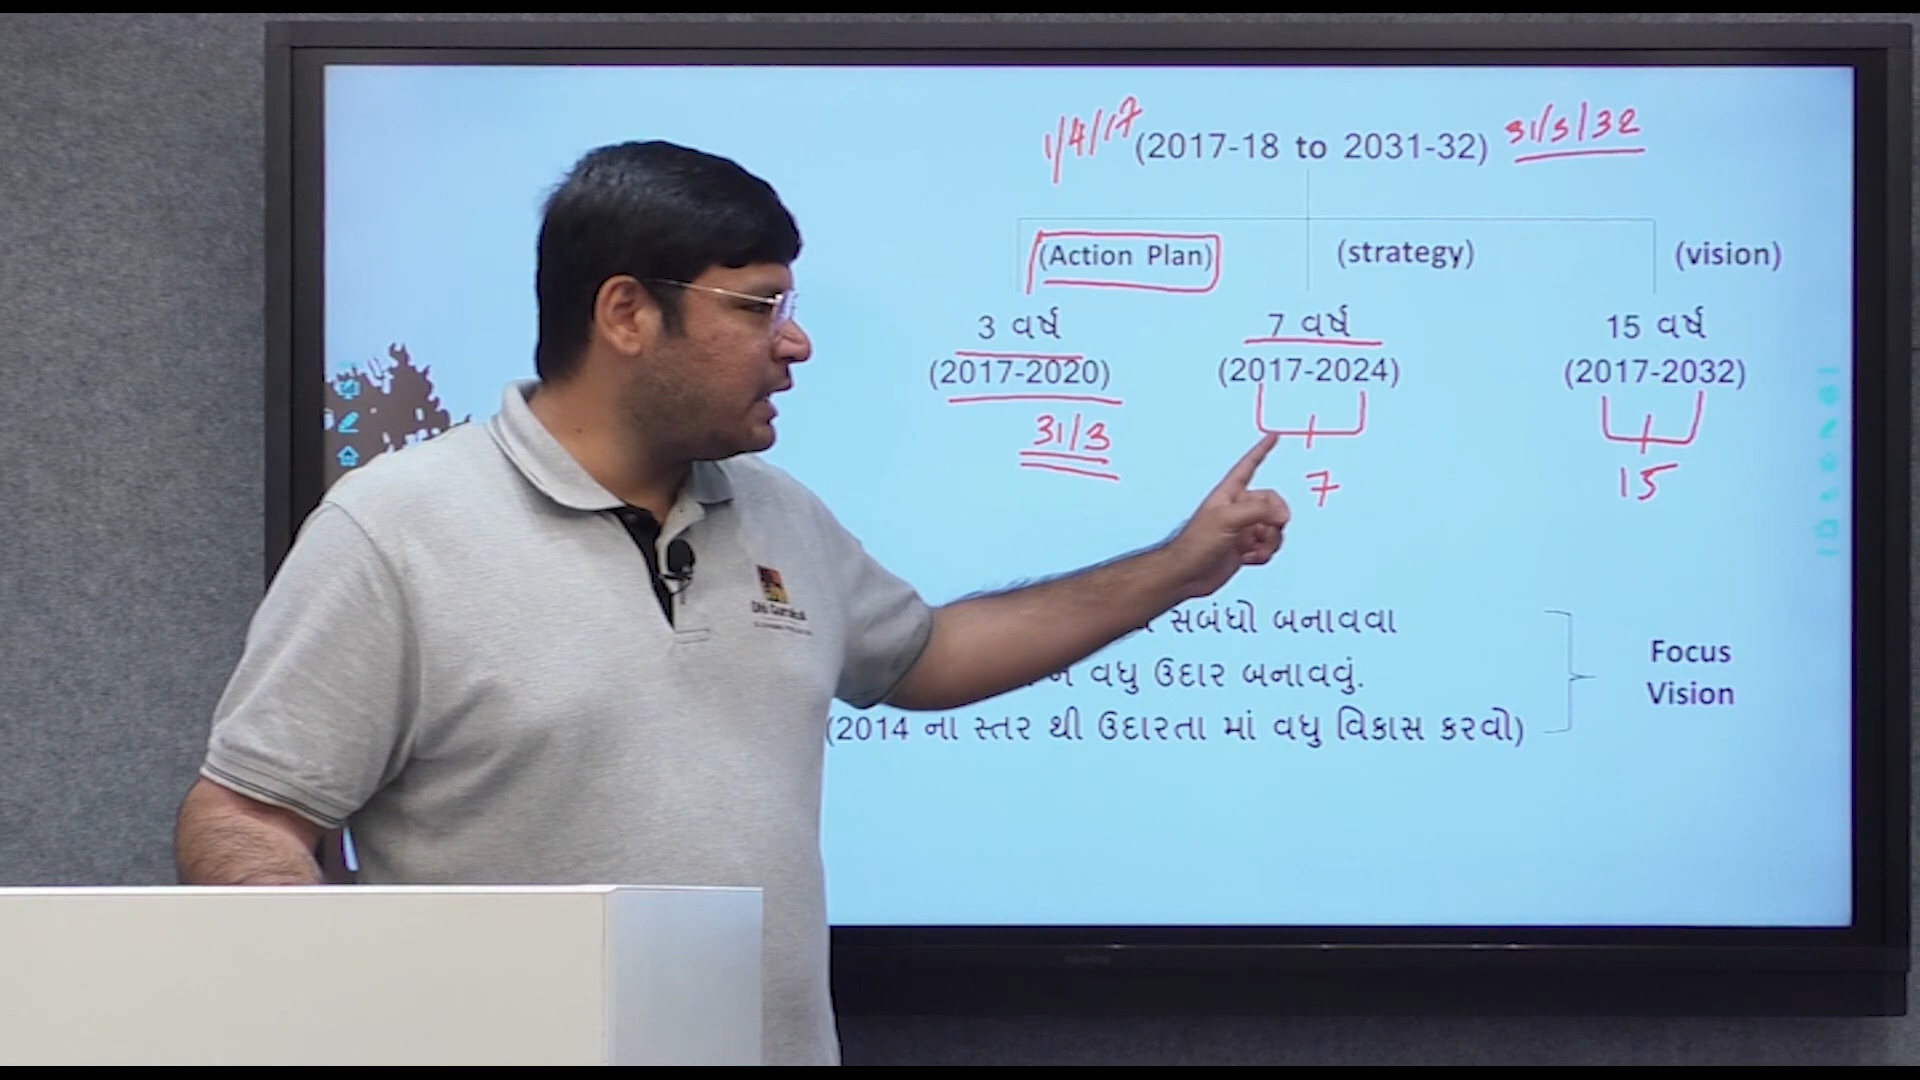 1/4/17 (2017-18 to 2031-32) 31/3/32
(Action Plan) (strategy) (vision)
3 વર્ષ 7 વર્ષ 15 વર્ષ
(2017-2020) (2017-2024) (2017-2032)
31/3 7 15
સબંધો બનાવવા
વધુ ઉદાર બનાવવું.
(2014 ના સ્તર થી ઉદારતા માં વધુ વિકાસ કરવો)
Focus
Vision